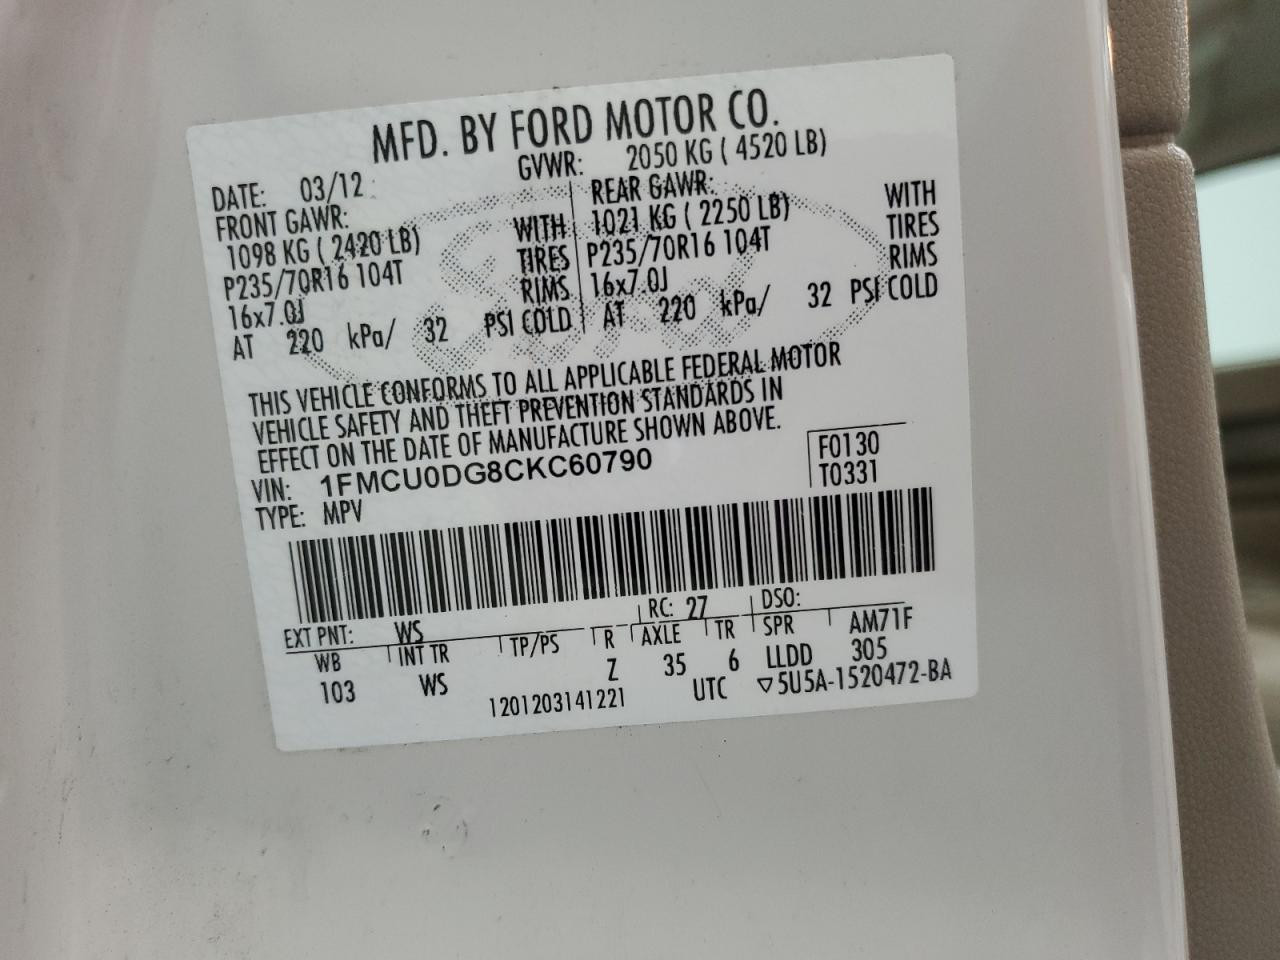 MFD. BY FORD MOTOR CO.
DATE: 03/12 GVWR: 2050 KG ( 4520 LB)
FRONT GAWR: REAR GAWR:
1098 KG ( 2420 LB) WITH 1021 KG ( 2250 LB) WITH
P235/70R16 104T TIRES P235/70R16 104T TIRES
16x7.0J RIMS 16x7.0J RIMS
AT 220 kPa/ 32 PSI COLD AT 220 kPa/ 32 PSI COLD
THIS VEHICLE CONFORMS TO ALL APPLICABLE FEDERAL MOTOR
VEHICLE SAFETY AND THEFT PREVENTION STANDARDS IN
EFFECT ON THE DATE OF MANUFACTURE SHOWN ABOVE.
VIN: 1FMCU0DG8CKC60790 F0130
TYPE: MPV T0331
EXT PNT: WS RC: 27 DSO:
WB INT TR TP/PS R AXLE TR SPR AM71F
103 WS Z 35 6 LLDD 305
1201203141221 UTC ▽5U5A-1520472-BA